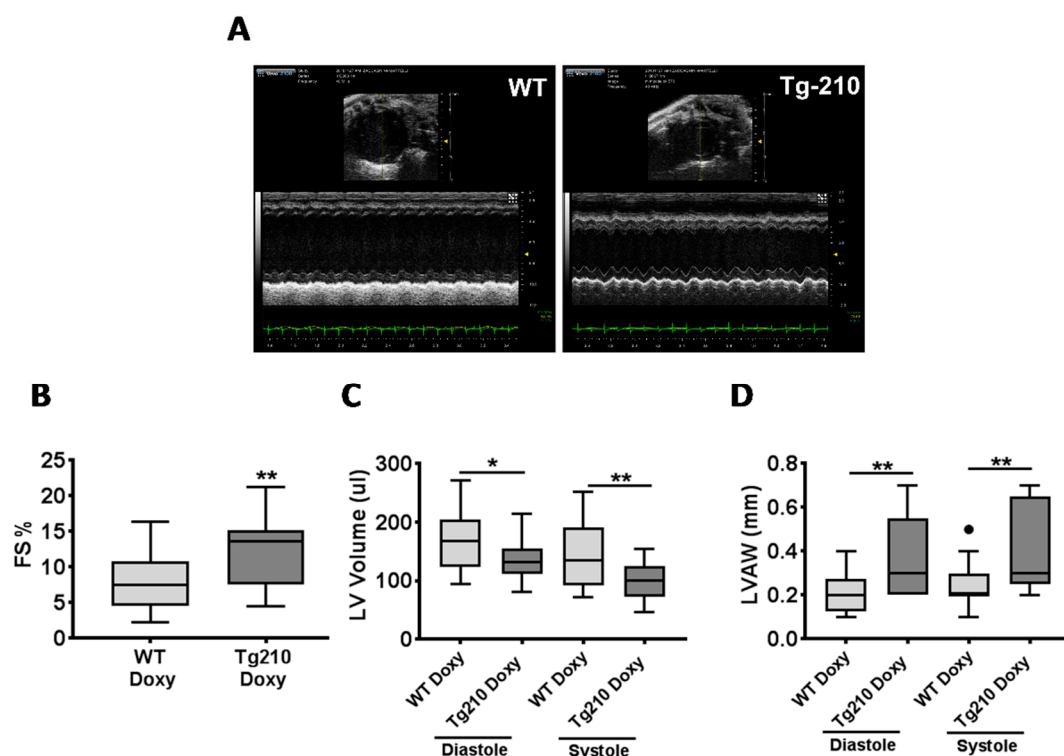 A
WT
Tg-210
B
FS %
25
20
15
10
5
0
**
WT
Doxy
Tg210
Doxy
C
LV Volume (ul)
300
200
100
0
*
**
WT Doxy
Tg210 Doxy
WT Doxy
Tg210 Doxy
Diastole
Systole
D
LVAW (mm)
0.8
0.6
0.4
0.2
0.0
**
**
WT Doxy
Tg210 Doxy
WT Doxy
Tg210 Doxy
Diastole
Systole